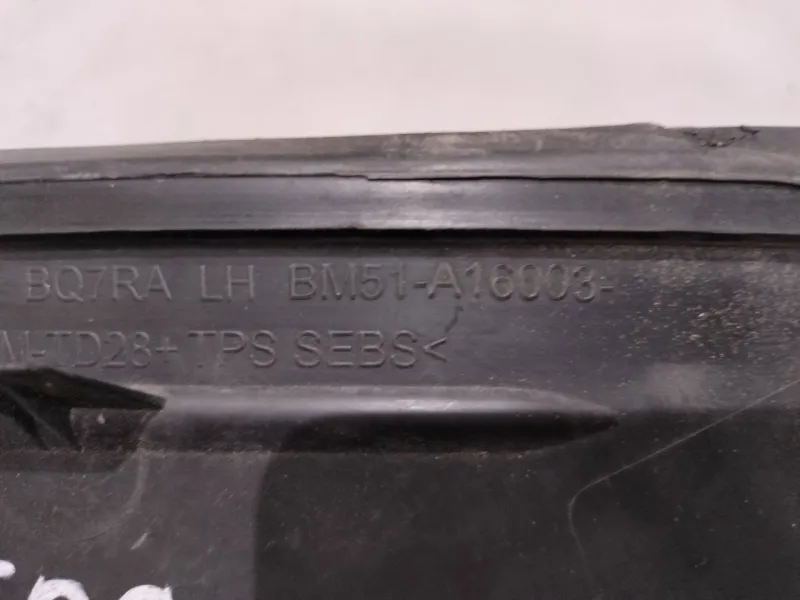 BQ7RA LH BM51-A16003-
M-TD28+TPS SEBS<